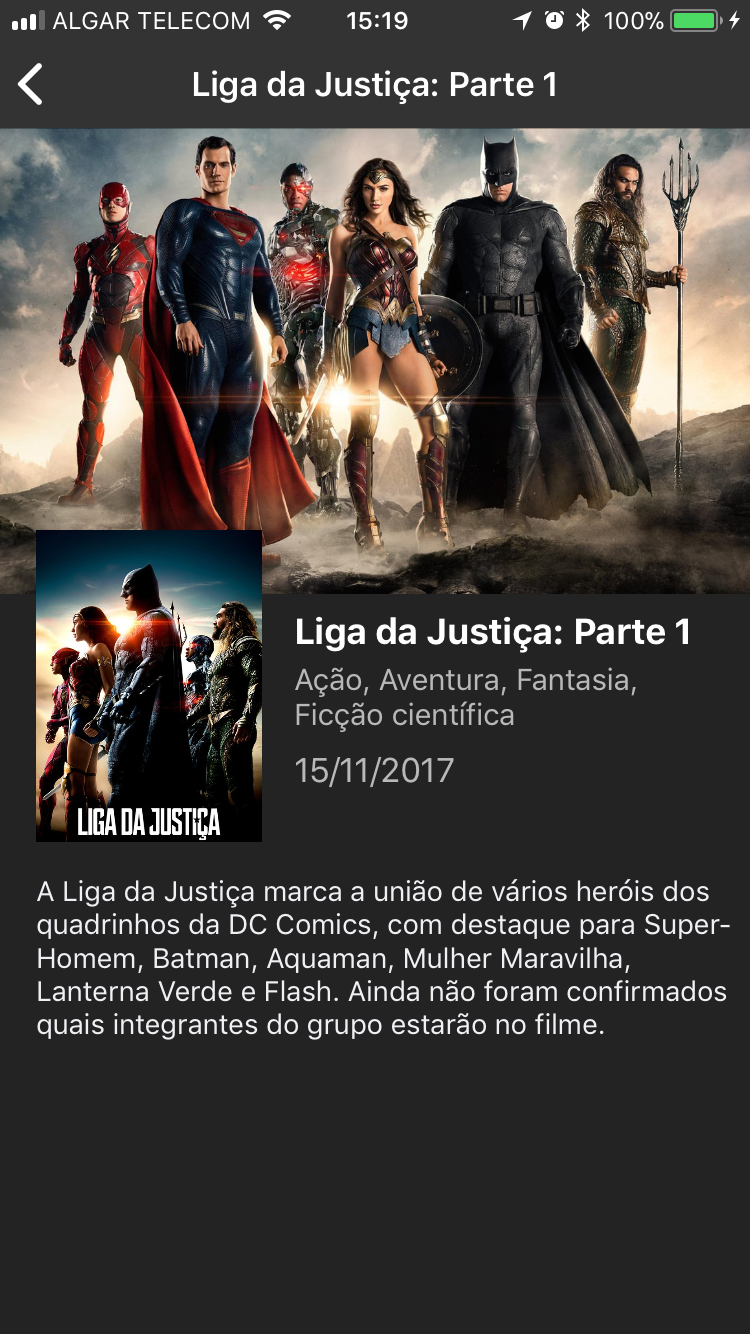 ALGAR TELECOM 15:19 100%
Liga da Justiça: Parte 1
LIGA DA JUSTIÇA
Liga da Justiça: Parte 1
Ação, Aventura, Fantasia,
Ficção científica
15/11/2017
A Liga da Justiça marca a união de vários heróis dos
quadrinhos da DC Comics, com destaque para Super-
Homem, Batman, Aquaman, Mulher Maravilha,
Lanterna Verde e Flash. Ainda não foram confirmados
quais integrantes do grupo estarão no filme.